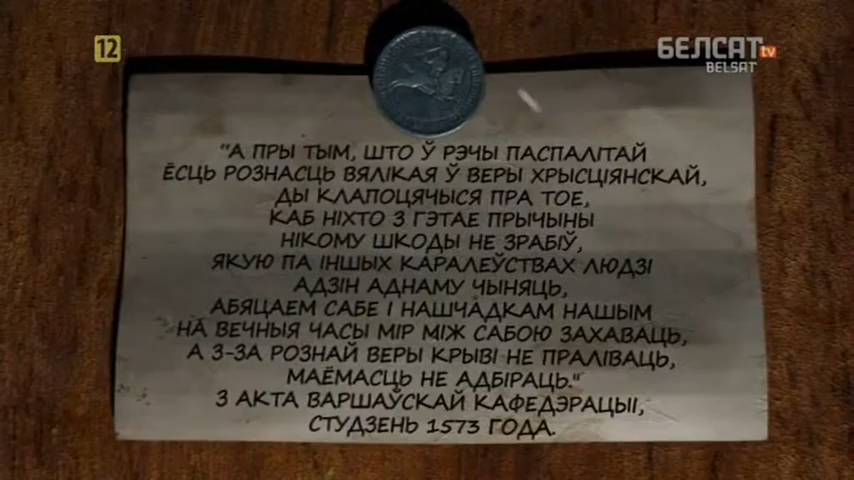 12
БЕЛСАТ tv
BELSAT
"А ПРЫ ТЫМ, ШТО Ў РЭЧЫ ПАСПАЛІТАЙ
ЁСЦЬ РОЗНАСЦЬ ВЯЛІКАЯ Ў ВЕРЫ ХРЫСЦІЯНСКАЙ,
ДЫ КЛАПОЦЯЧЫСЯ ПРА ТОЕ,
КАБ НІХТО З ГЭТАЕ ПРЫЧЫНЫ
НІКОМУ ШКОДЫ НЕ ЗРАБІЎ,
ЯКУЮ ПА ІНШЫХ КАРАЛЕЎСТВАХ ЛЮДЗІ
АДЗІН АДНАМУ ЧЫНЯЦЬ,
АБЯЦАЕМ САБЕ І НАШЧАДКАМ НАШЫМ
НА ВЕЧНЫЯ ЧАСЫ МІР МІЖ САБОЮ ЗАХАВАЦЬ,
А З-ЗА РОЗНАЙ ВЕРЫ КРЫВІ НЕ ПРАЛІВАЦЬ,
МАЁМАСЦЬ НЕ АДБІРАЦЬ."
З АКТА ВАРШАЎСКАЙ КАФЕДЭРАЦЫІ,
СТУДЗЕНЬ 1573 ГОДА.